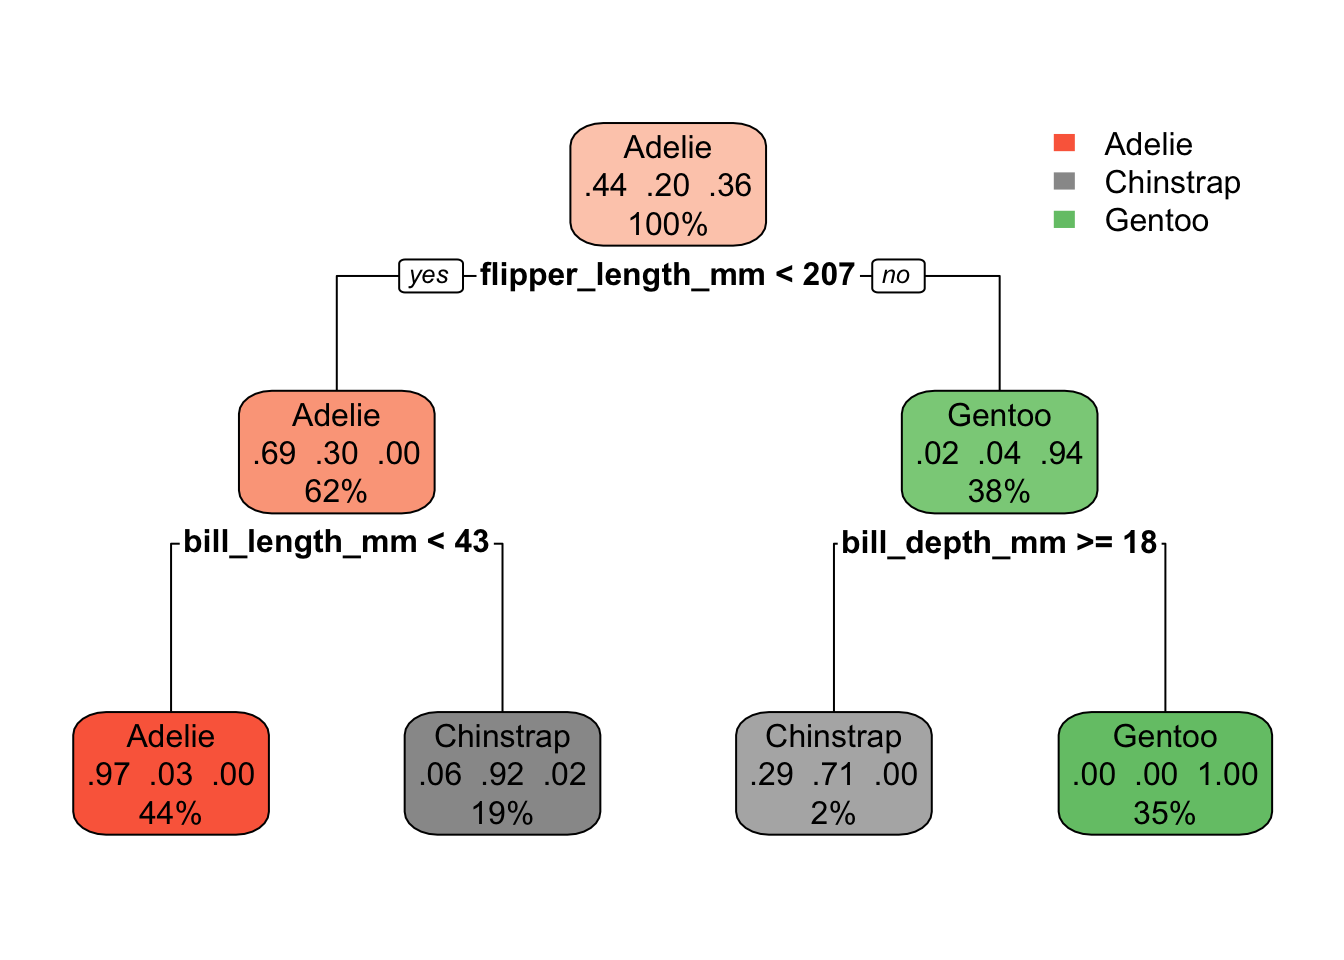 Adelie
.44 .20 .36
100%
Adelie
Chinstrap
Gentoo
yes flipper_length_mm < 207 no
Adelie
.69 .30 .00
62%
Gentoo
.02 .04 .94
38%
bill_length_mm < 43
bill_depth_mm >= 18
Adelie
.97 .03 .00
44%
Chinstrap
.06 .92 .02
19%
Chinstrap
.29 .71 .00
2%
Gentoo
.00 .00 1.00
35%